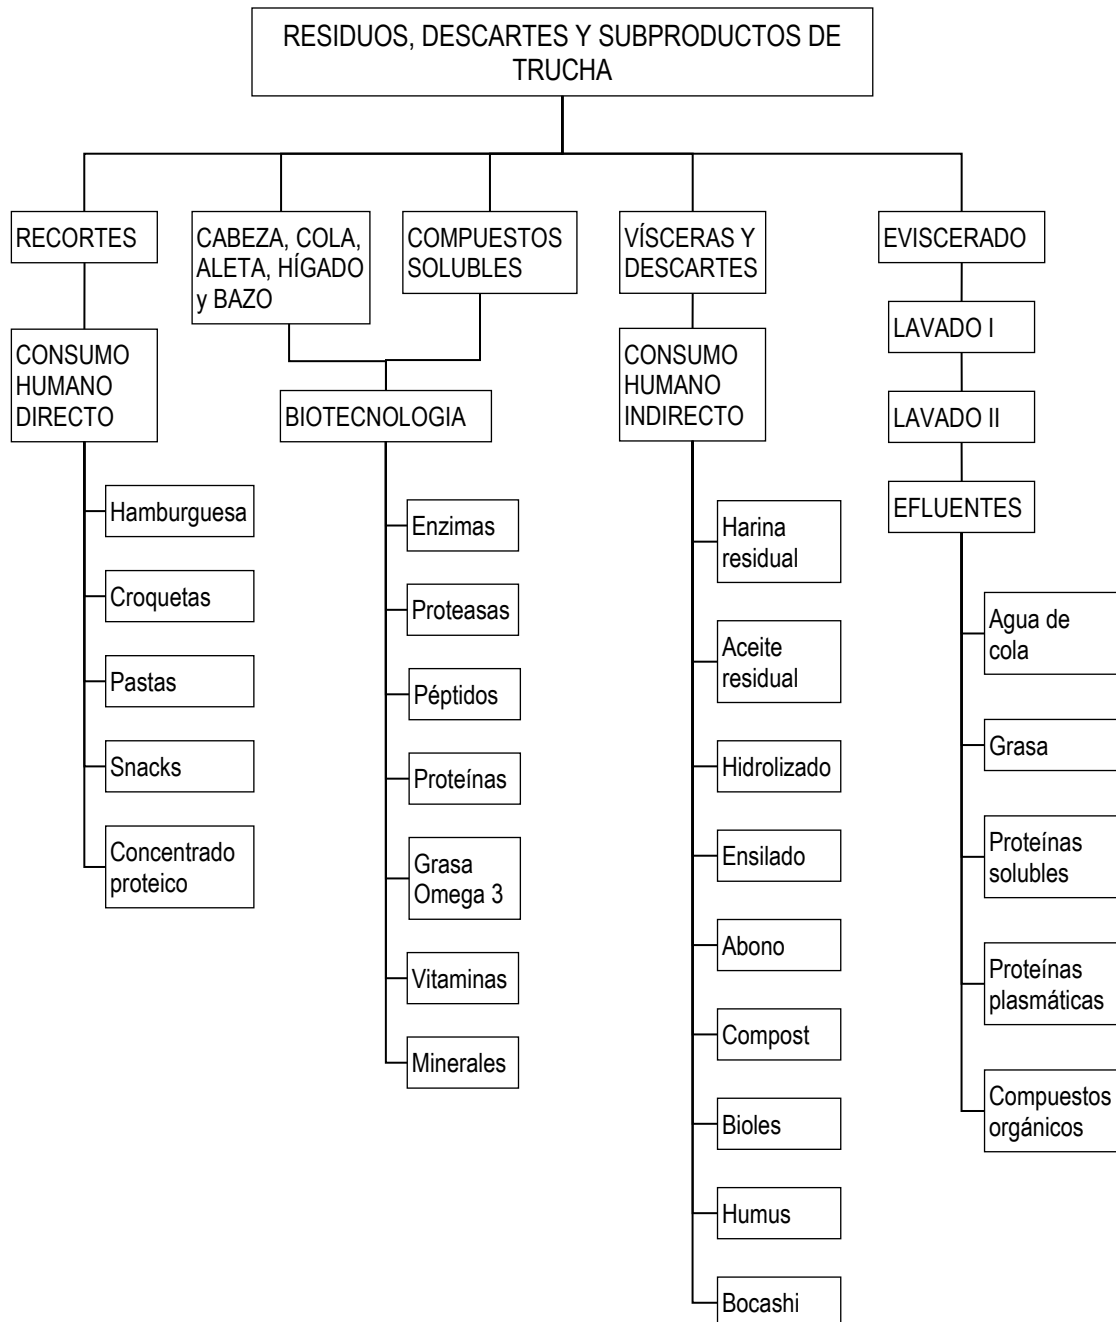 RESIDUOS, DESCARTES Y SUBPRODUCTOS DE
TRUCHA
RECORTES
CABEZA, COLA,
ALETA, HÍGADO
y BAZO
COMPUESTOS
SOLUBLES
VÍSCERAS Y
DESCARTES
EVISCERADO
CONSUMO
HUMANO
DIRECTO
BIOTECNOLOGIA
CONSUMO
HUMANO
INDIRECTO
LAVADO I
LAVADO II
EFLUENTES
Hamburguesa
Croquetas
Pastas
Snacks
Concentrado
proteico
Enzimas
Proteasas
Péptidos
Proteínas
Grasa
Omega 3
Vitaminas
Minerales
Harina
residual
Aceite
residual
Hidrolizado
Ensilado
Abono
Compost
Bioles
Humus
Bocashi
Agua de
cola
Grasa
Proteínas
solubles
Proteínas
plasmáticas
Compuestos
orgánicos